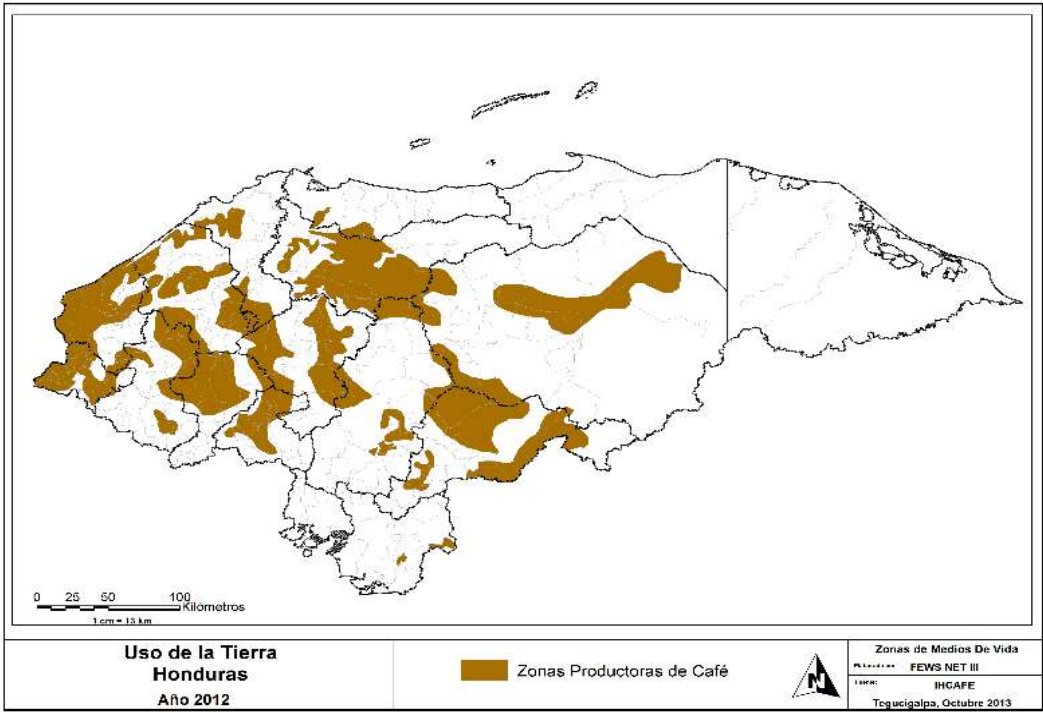 0 25 50 100
Kilómetros
1 cm = 13 km
Uso de la Tierra
Honduras
Año 2012
Zonas Productoras de Café
N
Zonas de Medios De Vida
FEWS NET III
IHCAFE
Tegucigalpa, Octubre 2013